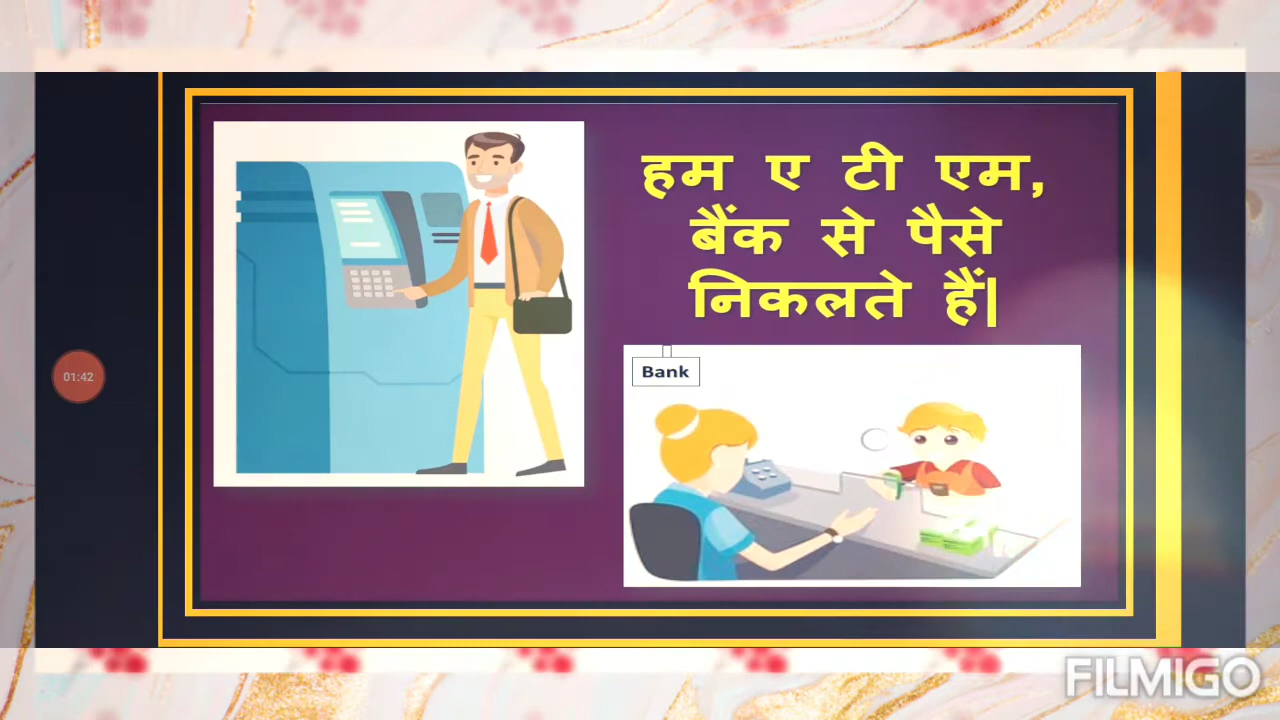 हम ए टी एम,
बैंक से पैसे
निकलते हैं|
Bank
01:42
FILMIGO